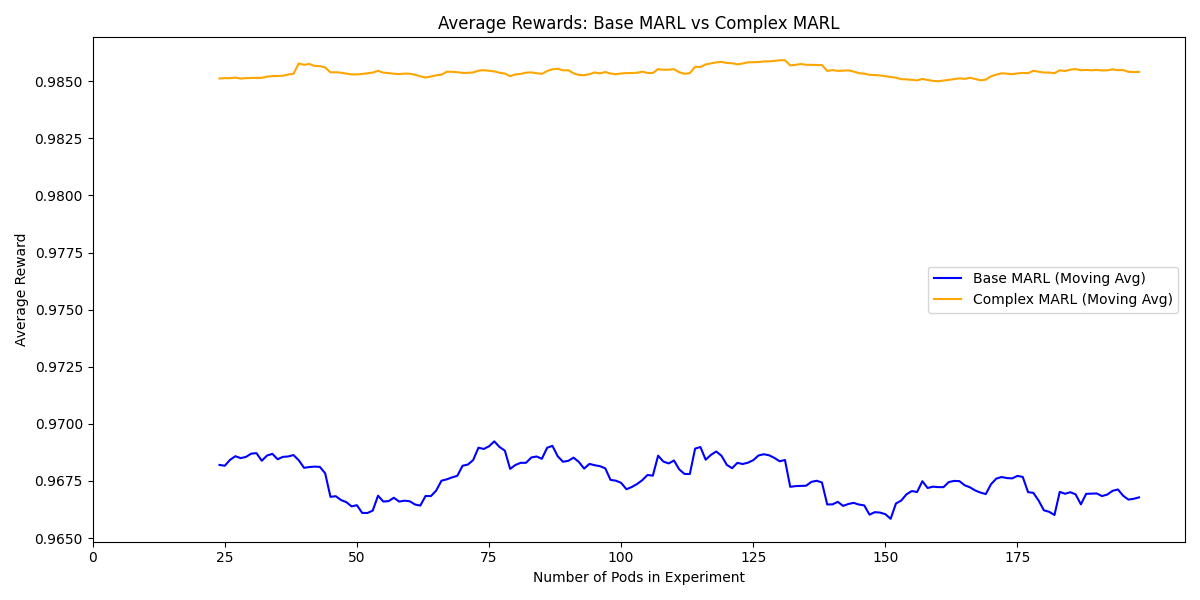 Average Rewards: Base MARL vs Complex MARL
Average Reward
0.9850
0.9825
0.9800
0.9775
0.9750
0.9725
0.9700
0.9675
0.9650
Base MARL (Moving Avg)
Complex MARL (Moving Avg)
0 25 50 75 100 125 150 175
Number of Pods in Experiment